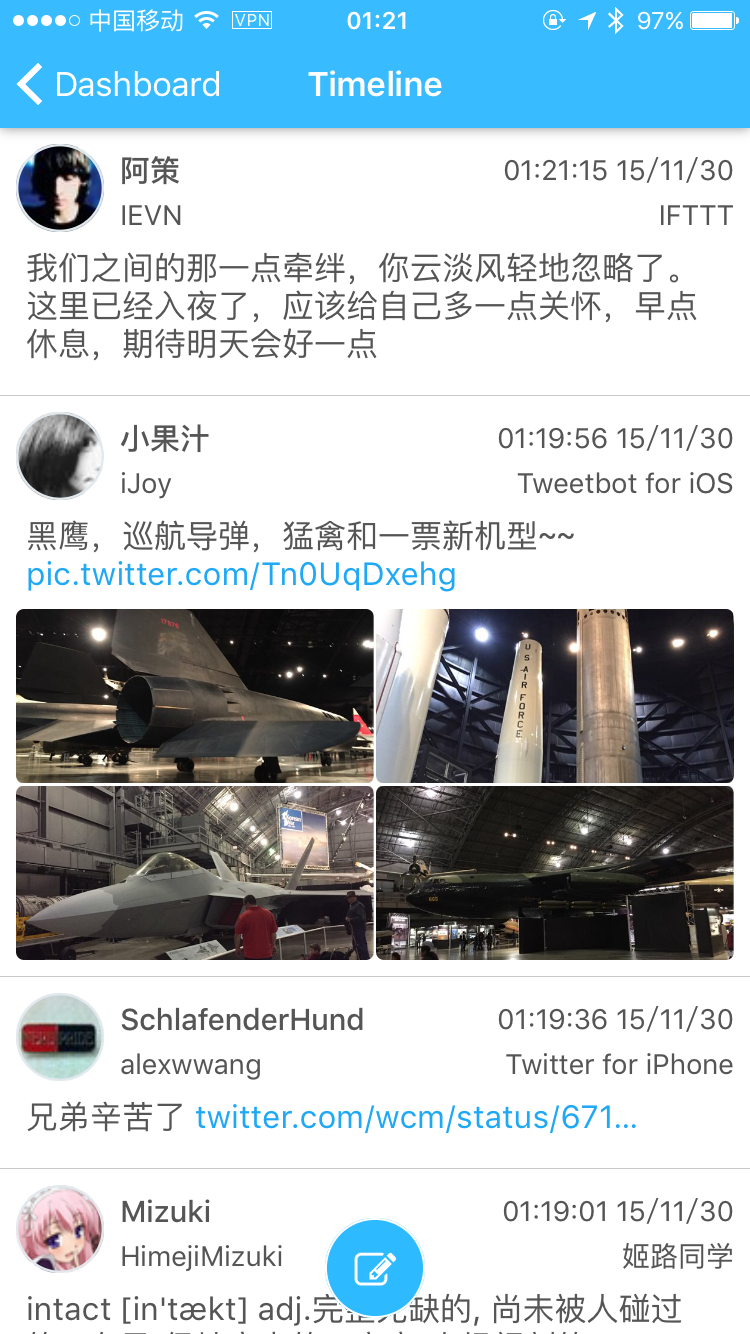 中国移动 VPN 01:21 97%
Dashboard Timeline
阿策 01:21:15 15/11/30
IEVN IFTTT
我们之间的那一点牵绊，你云淡风轻地忽略了。
这里已经入夜了，应该给自己多一点关怀，早点
休息，期待明天会好一点
小果汁 01:19:56 15/11/30
iJoy Tweetbot for iOS
黑鹰，巡航导弹，猛禽和一票新机型~~
pic.twitter.com/Tn0UqDxehg
17976
U S AIR FORCE
SchlafenderHund 01:19:36 15/11/30
NERD PRIDE
alexwwang Twitter for iPhone
兄弟辛苦了 twitter.com/wcm/status/671...
Mizuki 01:19:01 15/11/30
HimejiMizuki 姬路同学
intact [in'tækt] adj.完整无缺的, 尚未被人碰过